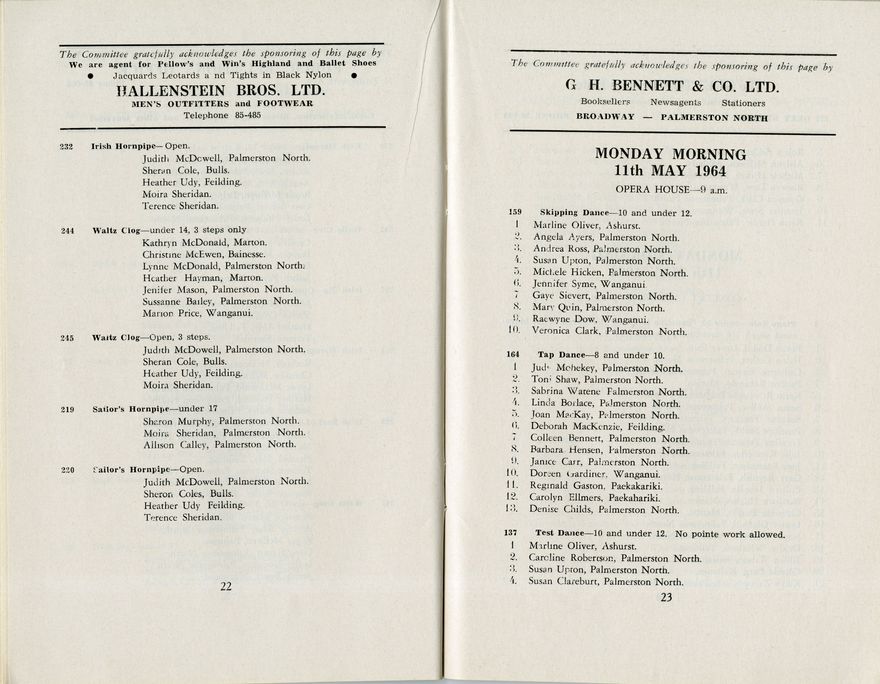 The Committee gratefully acknowledges the sponsoring of this page by
We are agent for Pellow's and Win's Highland and Ballet Shoes
● Jacquards Leotards a nd Tights in Black Nylon ●
HALLENSTEIN BROS. LTD.
MEN'S OUTFITTERS and FOOTWEAR
Telephone 85-485
232 Irish Hornpipe—Open.
Judith McDowell, Palmerston North.
Sheran Cole, Bulls.
Heather Udy, Feilding.
Moira Sheridan.
Terence Sheridan.
244 Waltz Clog—under 14, 3 steps only
Kathryn McDonald, Marton.
Christine McEwen, Bainesse.
Lynne McDonald, Palmerston North.
Heather Hayman, Marton.
Jenifer Mason, Palmerston North.
Sussanne Bailey, Palmerston North.
Marion Price, Wanganui.
245 Waltz Clog—Open, 3 steps.
Judith McDowell, Palmerston North.
Sheran Cole, Bulls.
Heather Udy, Feilding.
Moira Sheridan.
219 Sailor's Hornpipe—under 17
Sharon Murphy, Palmerston North.
Moira Sheridan, Palmerston North.
Allison Calley, Palmerston North.
220 Sailor's Hornpipe—Open.
Judith McDowell, Palmerston North.
Sheron Coles, Bulls.
Heather Udy Feilding.
Terence Sheridan.
22
The Committee gratefully acknowledges the sponsoring of this page by
G H. BENNETT & CO. LTD.
Booksellers Newsagents Stationers
BROADWAY — PALMERSTON NORTH
MONDAY MORNING
11th MAY 1964
OPERA HOUSE—9 a.m.
159 Skipping Dance—10 and under 12.
1 Marline Oliver, Ashurst.
2. Angela Ayers, Palmerston North.
3. Andrea Ross, Palmerston North.
4. Susan Upton, Palmerston North.
5. Michele Hicken, Palmerston North.
6. Jennifer Syme, Wanganui
7 Gaye Sievert, Palmerston North.
8. Mary Quin, Palmerston North.
9. Raewyne Dow, Wanganui.
10. Veronica Clark, Palmerston North.
164 Tap Dance—8 and under 10.
1 Mohekey, Palmerston North.
2. Toni Shaw, Palmerston North.
3. Sabrina Watene Palmerston North.
4. Linda Borlace, Palmerston North.
5. Joan MacKay, Palmerston North.
6. Deborah MacKenzie, Feilding.
7 Colleen Bennett, Palmerston North.
8. Barbara Hensen, Palmerston North.
9. Janice Carr, Palmerston North.
10. Doreen Gardiner, Wanganui.
11. Reginald Gaston, Paekakariki.
12. Carolyn Ellmers, Paekahariki.
13. Denise Childs, Palmerston North.
137 Test Dance—10 and under 12. No pointe work allowed.
1 Marline Oliver, Ashurst.
2. Caroline Robertson, Palmerston North.
3. Susan Upton, Palmerston North.
4. Susan Clareburt, Palmerston North.
23